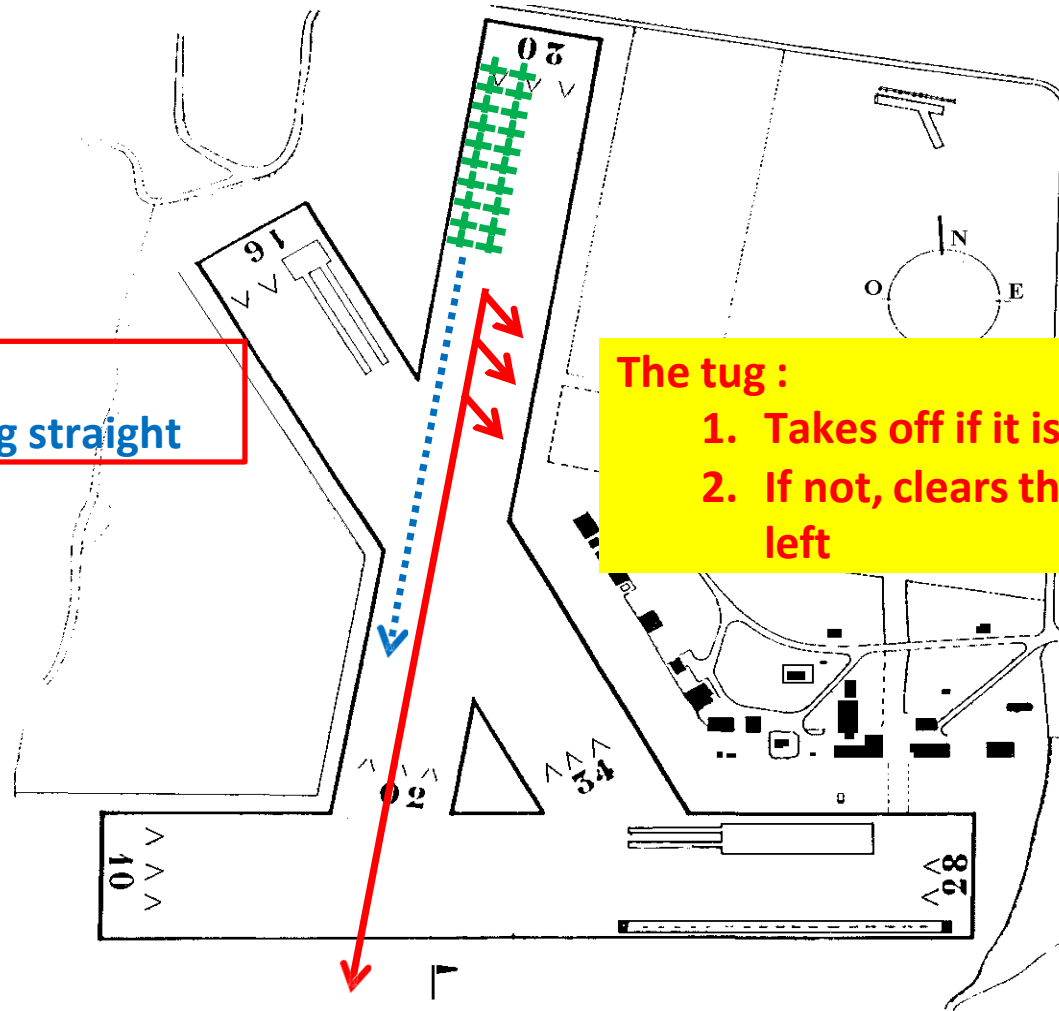 20
16
N
O E
g straight
The tug :
1. Takes off if it is
2. If not, clears th
left
02
34
10
28